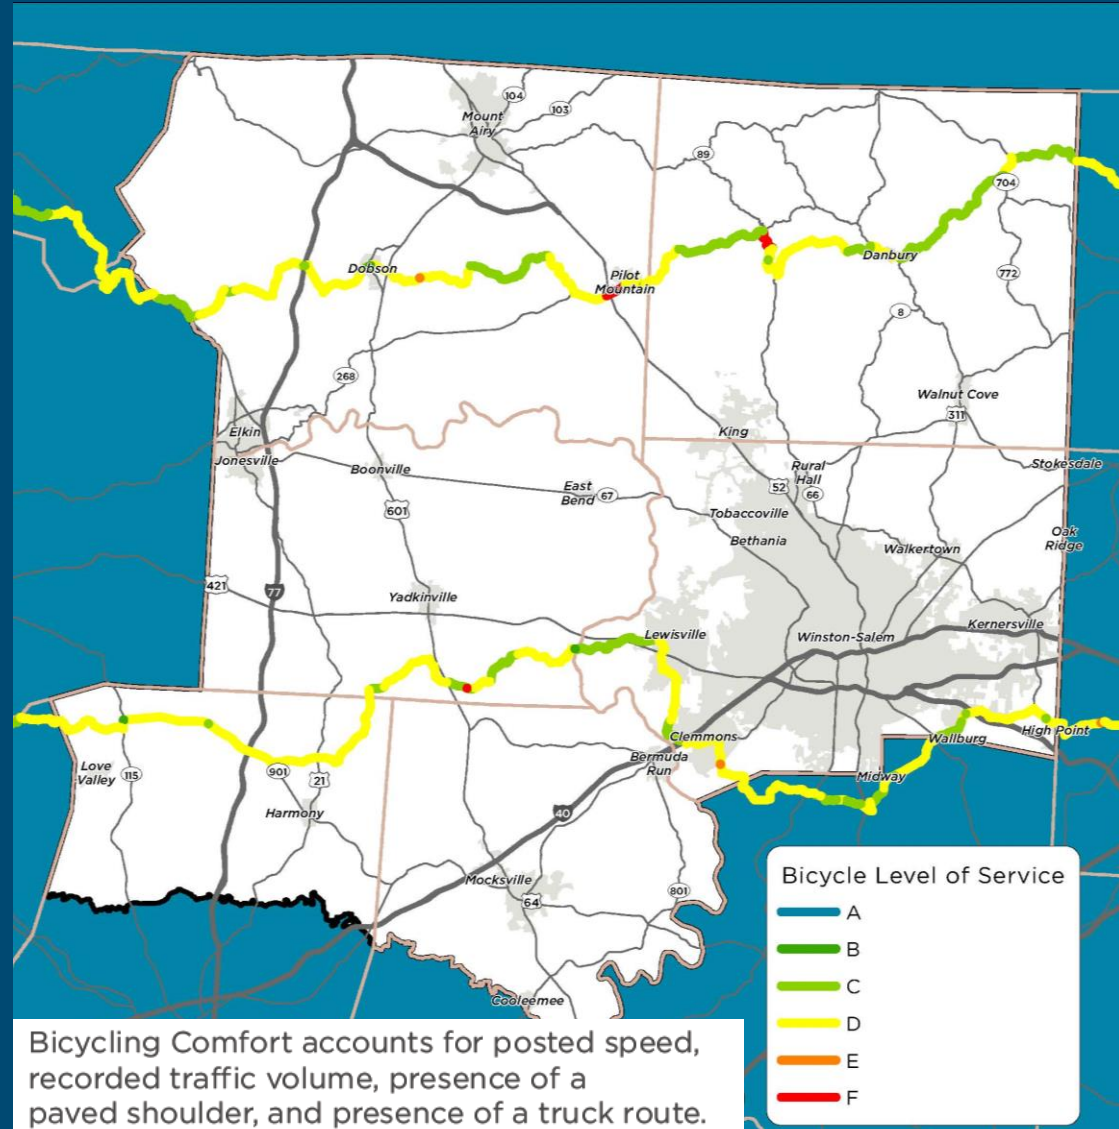 104
103
Mount
Airy
89
704
Dobson
Danbury
Pilot
Mountain
772
8
268
Walnut Cove
311
Elkin
King
Jonesville
Boonville
Rural
Hall
Stokesdale
East
Bend
67
52
66
601
Tobaccoville
Bethania
Oak
Ridge
Walkertown
421
77
Yadkinville
Kernersville
Lewisville
Winston-Salem
Clemmons
Wallburg
High Point
Bermuda
Run
Love
Valley
115
901
21
Midway
Harmony
40
Mocksville
64
801
Cooleemee
Bicycle Level of Service
A
B
C
D
E
F
Bicycling Comfort accounts for posted speed,
recorded traffic volume, presence of a
paved shoulder, and presence of a truck route.